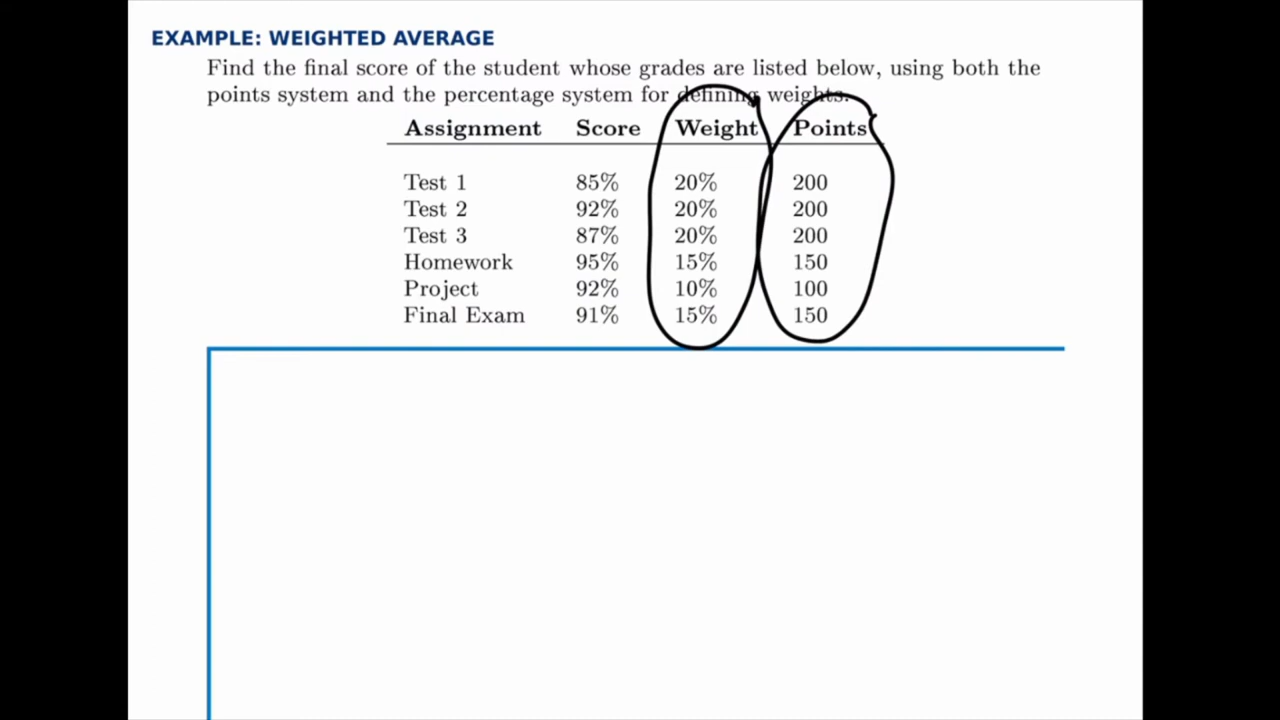 EXAMPLE: WEIGHTED AVERAGE
Find the final score of the student whose grades are listed below, using both the
points system and the percentage system for defining weights.
Assignment Score Weight Points
Test 1 85% 20% 200
Test 2 92% 20% 200
Test 3 87% 20% 200
Homework 95% 15% 150
Project 92% 10% 100
Final Exam 91% 15% 150